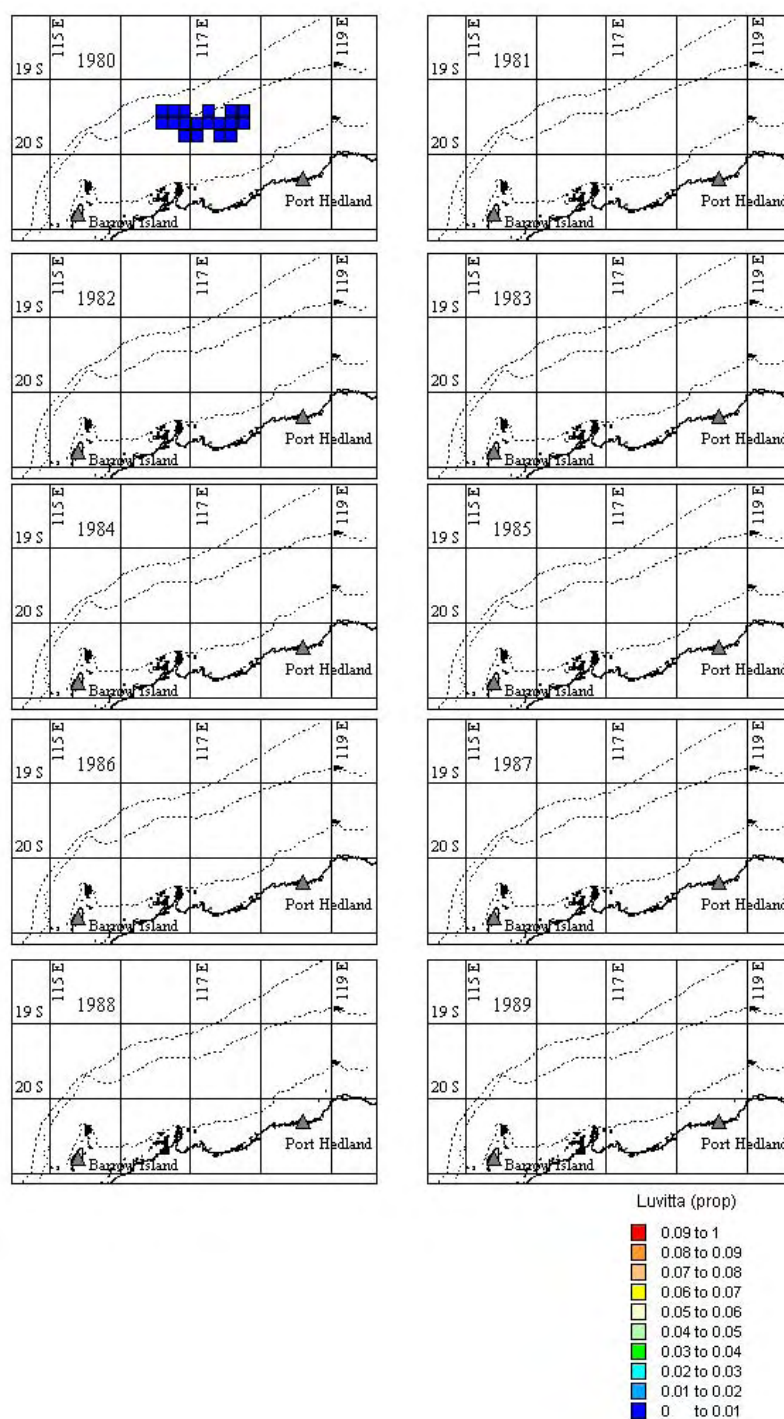 115 E
117 E
119 E
19 S
1980
20 S
Port Hedland
Barrow Island
115 E
117 E
119 E
19 S
1981
20 S
Port Hedland
Barrow Island
115 E
117 E
119 E
19 S
1982
20 S
Port Hedland
Barrow Island
115 E
117 E
119 E
19 S
1983
20 S
Port Hedland
Barrow Island
115 E
117 E
119 E
19 S
1984
20 S
Port Hedland
Barrow Island
115 E
117 E
119 E
19 S
1985
20 S
Port Hedland
Barrow Island
115 E
117 E
119 E
19 S
1986
20 S
Port Hedland
Barrow Island
115 E
117 E
119 E
19 S
1987
20 S
Port Hedland
Barrow Island
115 E
117 E
119 E
19 S
1988
20 S
Port Hedland
Barrow Island
115 E
117 E
119 E
19 S
1989
20 S
Port Hedland
Barrow Island
Luvitta (prop)
0.09 to 1
0.08 to 0.09
0.07 to 0.08
0.06 to 0.07
0.05 to 0.06
0.04 to 0.05
0.03 to 0.04
0.02 to 0.03
0.01 to 0.02
0 to 0.01